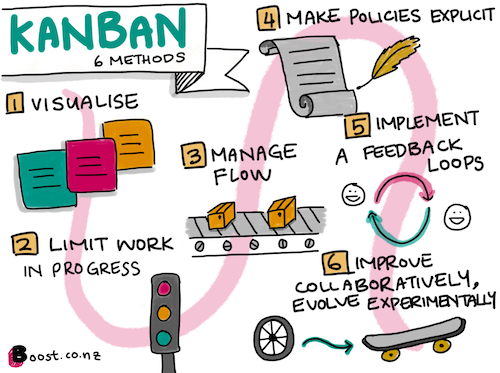 KANBAN
6 METHODS
1 VISUALISE
2 LIMIT WORK
IN PROGRESS
3 MANAGE
FLOW
4 MAKE POLICIES EXPLICIT
5 IMPLEMENT
A FEEDBACK
LOOPS
6 IMPROVE
COLLABORATIVELY,
EVOLVE EXPERIMENTALLY
Boost.co.nz